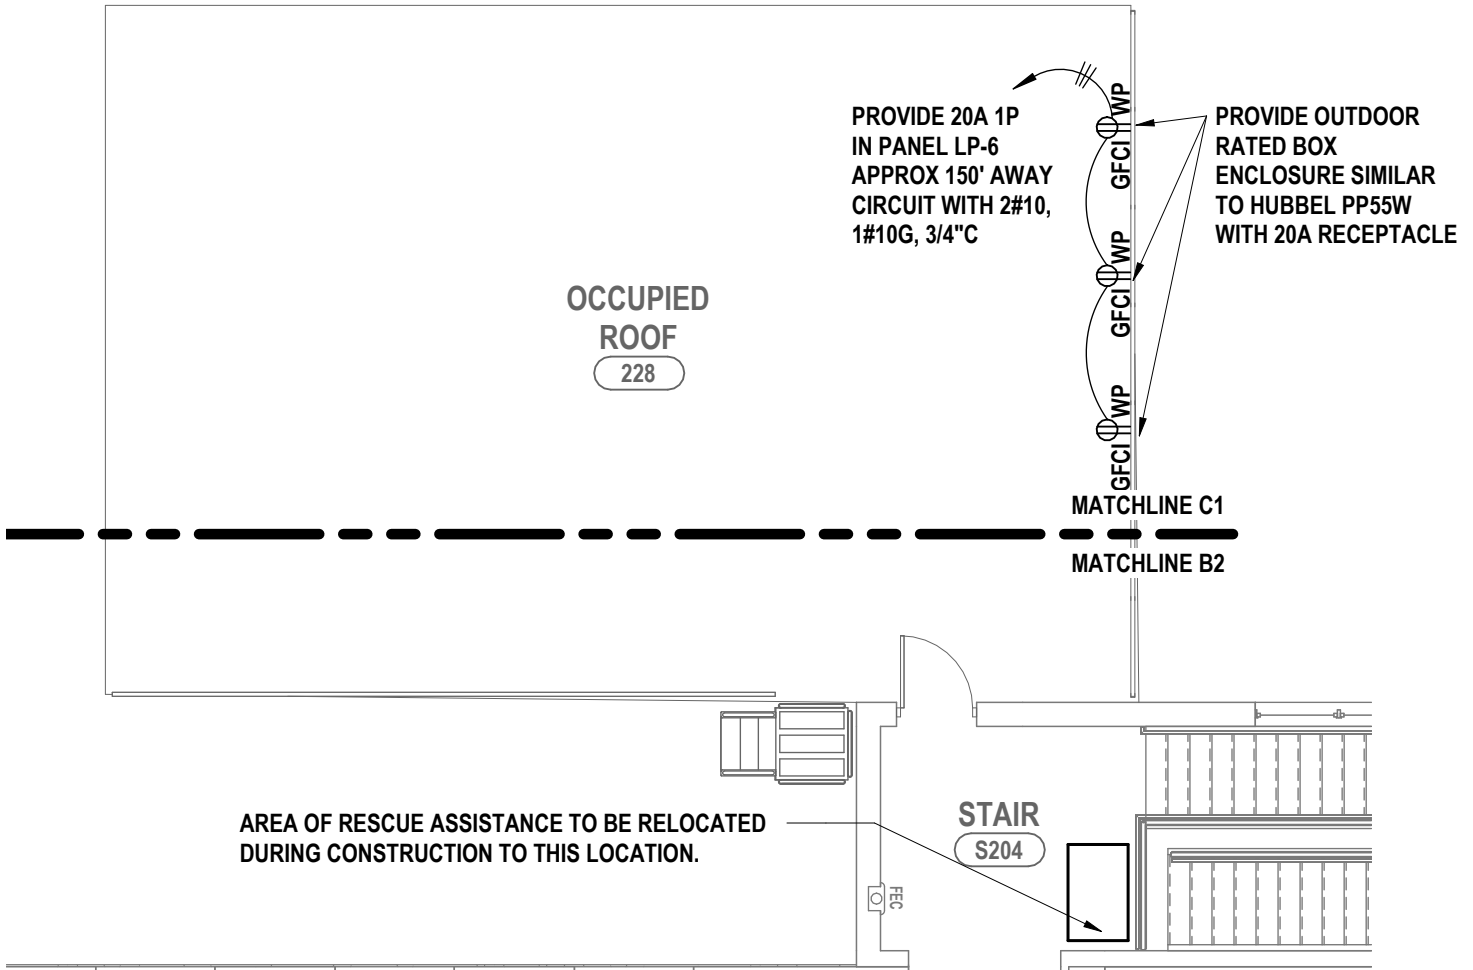 PROVIDE 20A 1P
IN PANEL LP-6
APPROX 150' AWAY
CIRCUIT WITH 2#10,
1#10G, 3/4"C
WP
GFCI
WP
GFCI
WP
GFCI
PROVIDE OUTDOOR
RATED BOX
ENCLOSURE SIMILAR
TO HUBBEL PP55W
WITH 20A RECEPTACLE
OCCUPIED
ROOF
228
MATCHLINE C1
MATCHLINE B2
AREA OF RESCUE ASSISTANCE TO BE RELOCATED
DURING CONSTRUCTION TO THIS LOCATION.
STAIR
S204
FEC